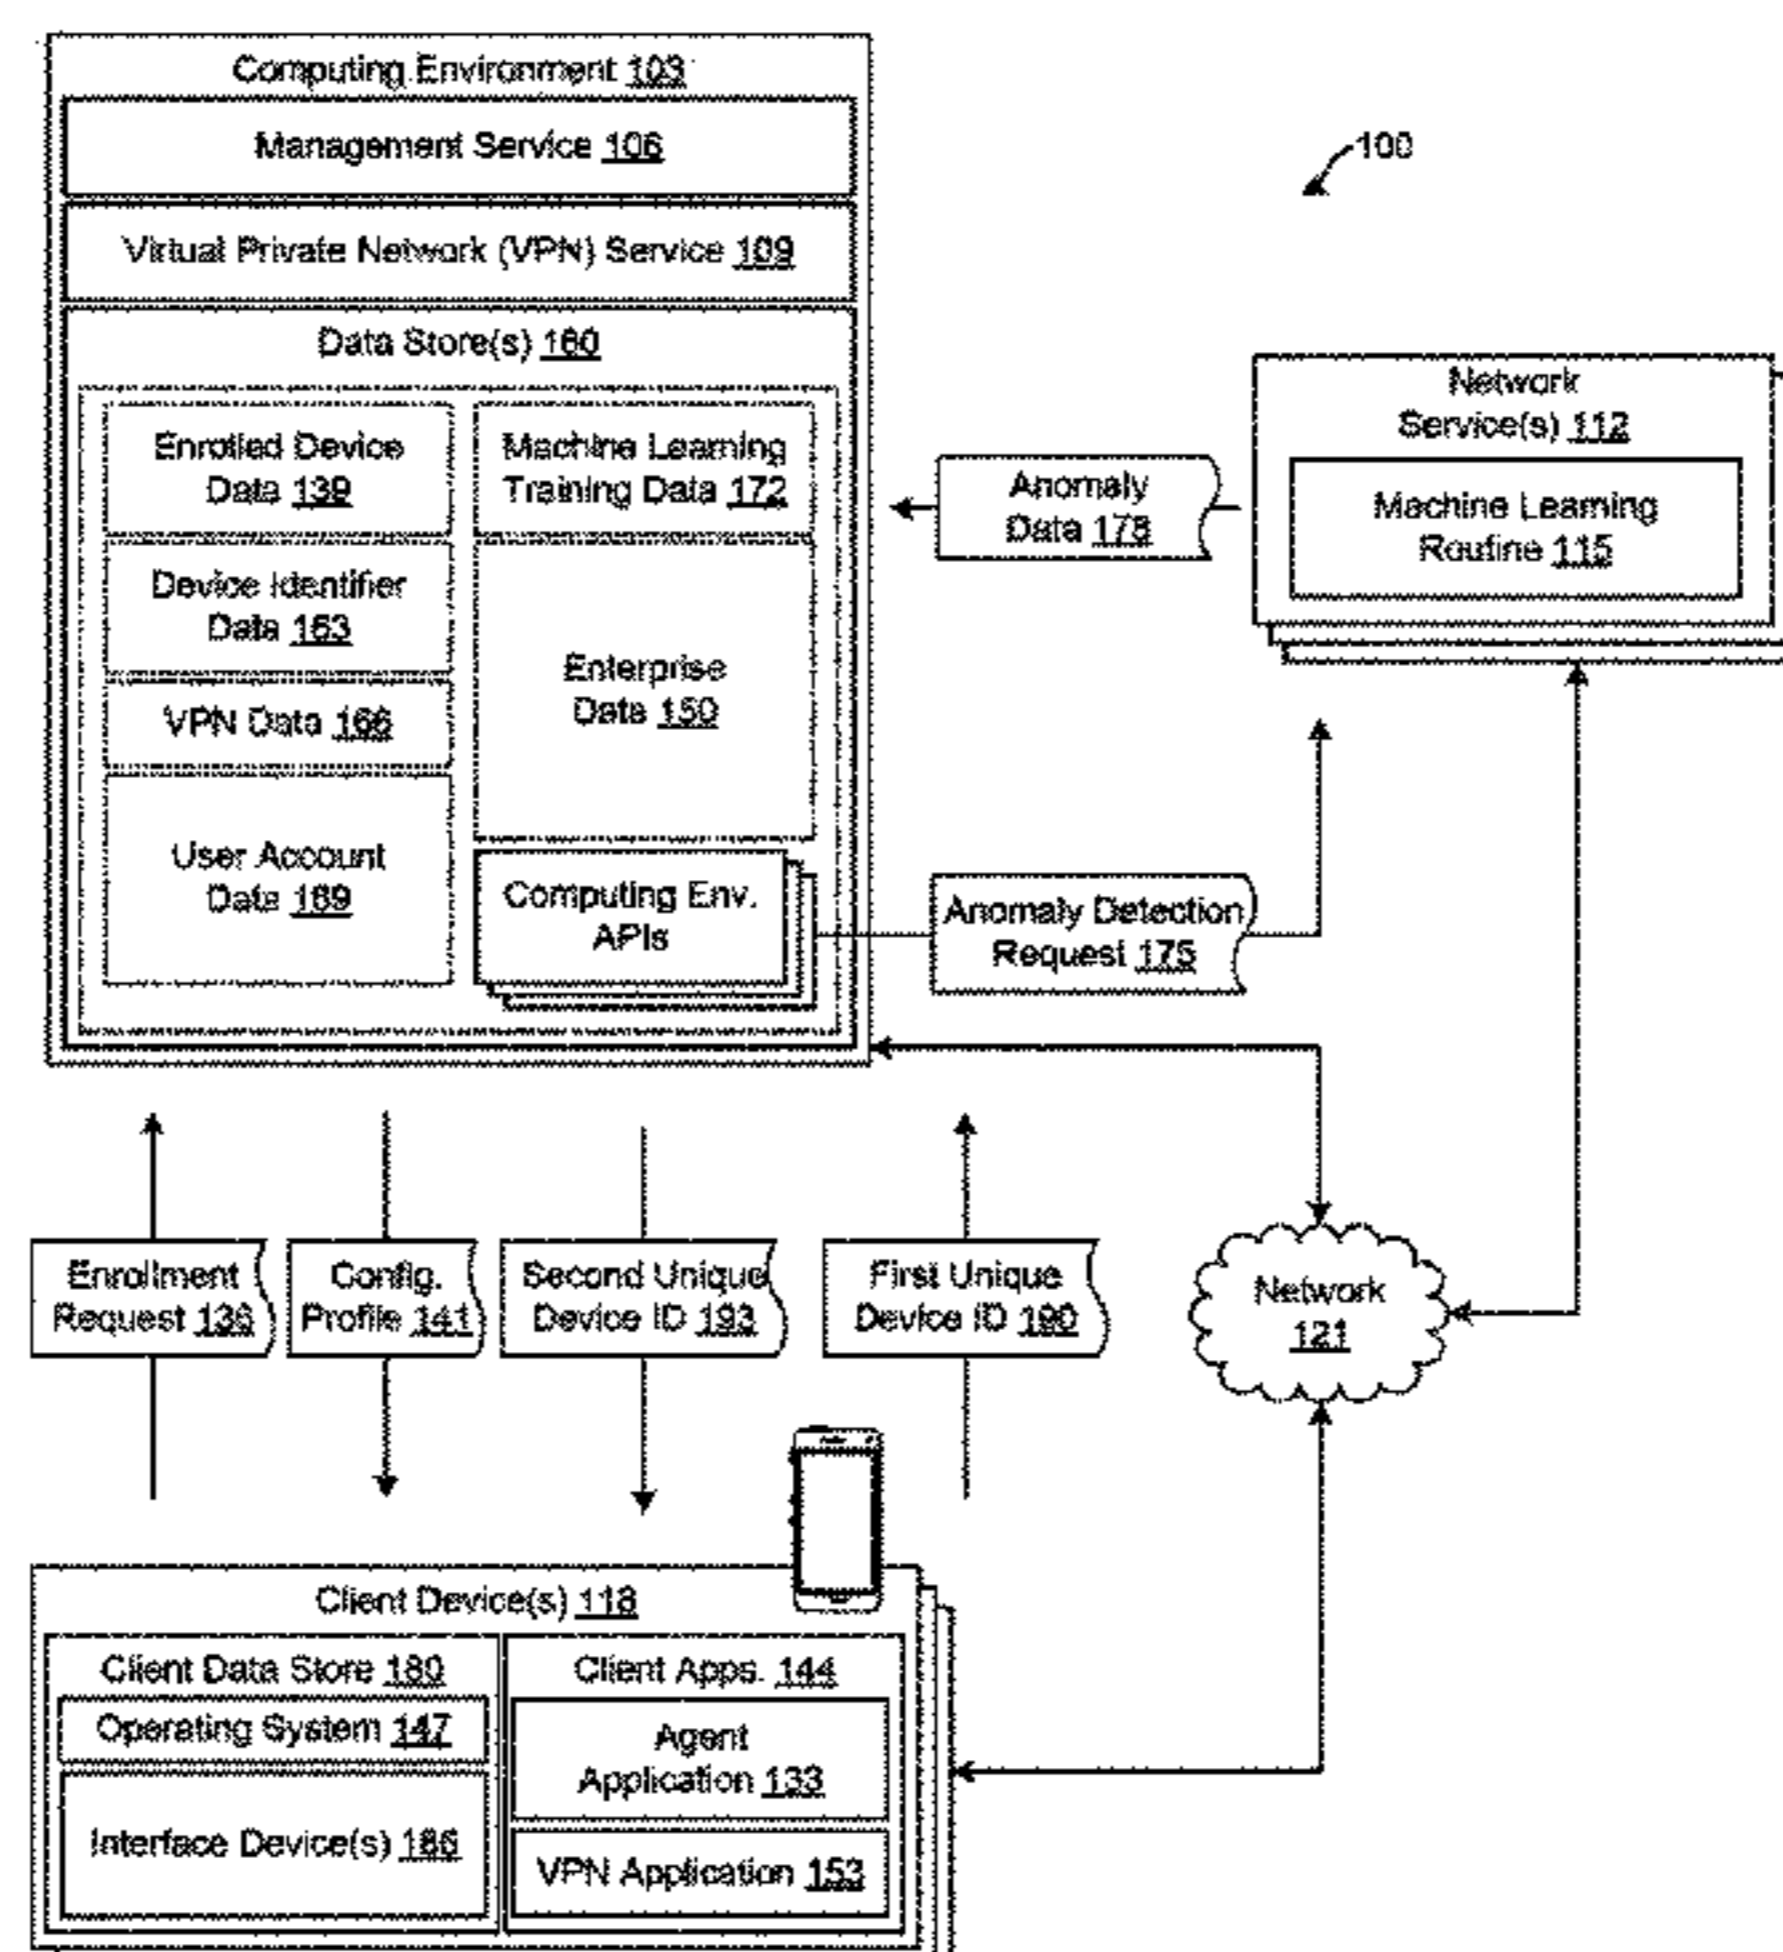 Computing Environment 103
Management Service 106
100
Virtual Private Network (VPN) Service 109
Data Store(s) 160
Enrolled Device
Data 139
Machine Learning
Training Data 172
Device Identifier
Data 163
Enterprise
Data 150
VPN Data 166
User Account
Data 169
Computing Env.
APIs
Anomaly
Data 178
Network
Service(s) 112
Machine Learning
Routine 115
Anomaly Detection
Request 175
Enrollment
Request 136
Config.
Profile 141
Second Unique
Device ID 193
First Unique
Device ID 190
Network
121
Client Device(s) 118
Client Data Store 180
Operating System 147
Interface Device(s) 186
Client Apps. 144
Agent
Application 133
VPN Application 153